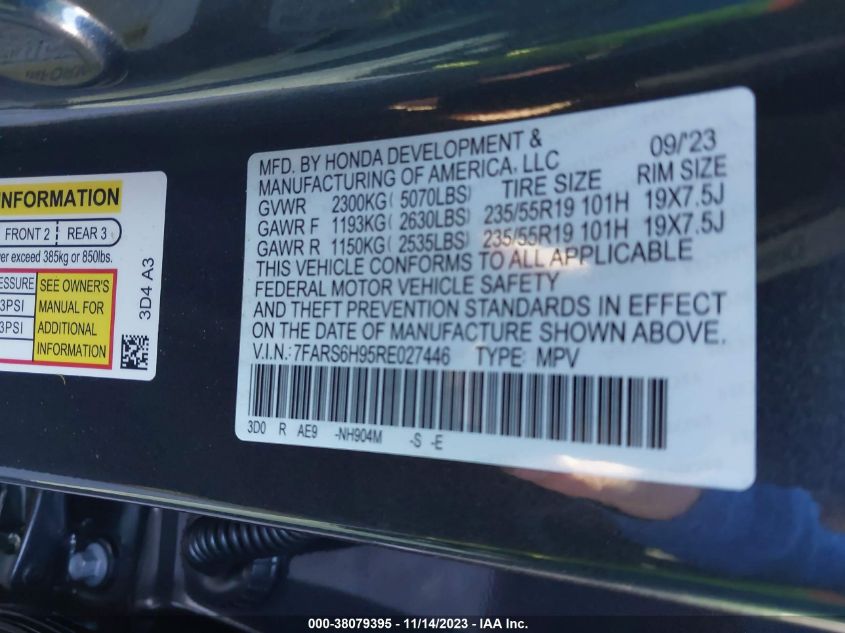 INFORMATION
FRONT 2 REAR 3
exceed 385kg or 850lbs.
SEE OWNER'S
MANUAL FOR
ADDITIONAL
INFORMATION
3PSI
3PSI
3D4 A3
MFD. BY HONDA DEVELOPMENT & 09/'23
MANUFACTURING OF AMERICA, LLC TIRE SIZE RIM SIZE
GVWR 2300KG( 5070LBS)
GAWR F 1193KG( 2630LBS) 235/55R19 101H 19X7.5J
GAWR R 1150KG( 2535LBS) 235/55R19 101H 19X7.5J
THIS VEHICLE CONFORMS TO ALL APPLICABLE
FEDERAL MOTOR VEHICLE SAFETY
AND THEFT PREVENTION STANDARDS IN EFFECT
ON THE DATE OF MANUFACTURE SHOWN ABOVE.
V.I.N.:7FARS6H95RE027446 TYPE: MPV
3D0 R AE9 -NH904M -S -E
000-38079395 - 11/14/2023 - IAA Inc.